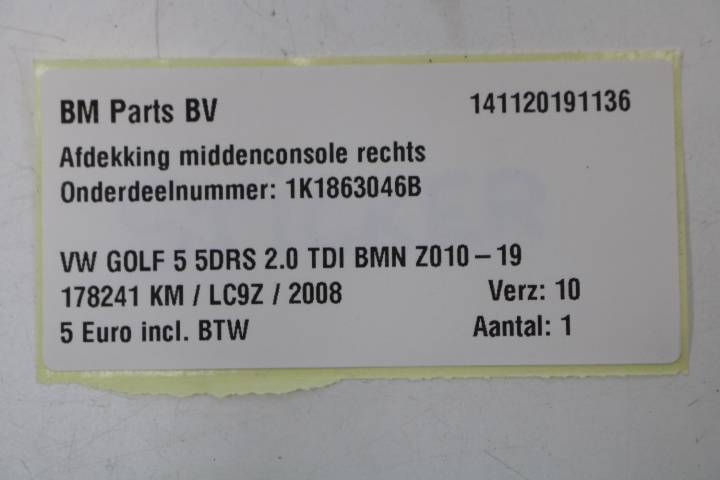 BM Parts BV 141120191136
Afdekking middenconsole rechts
Onderdeelnummer: 1K1863046B
VW GOLF 5 5DRS 2.0 TDI BMN Z010-19
178241 KM / LC9Z / 2008 Verz: 10
5 Euro incl. BTW Aantal: 1